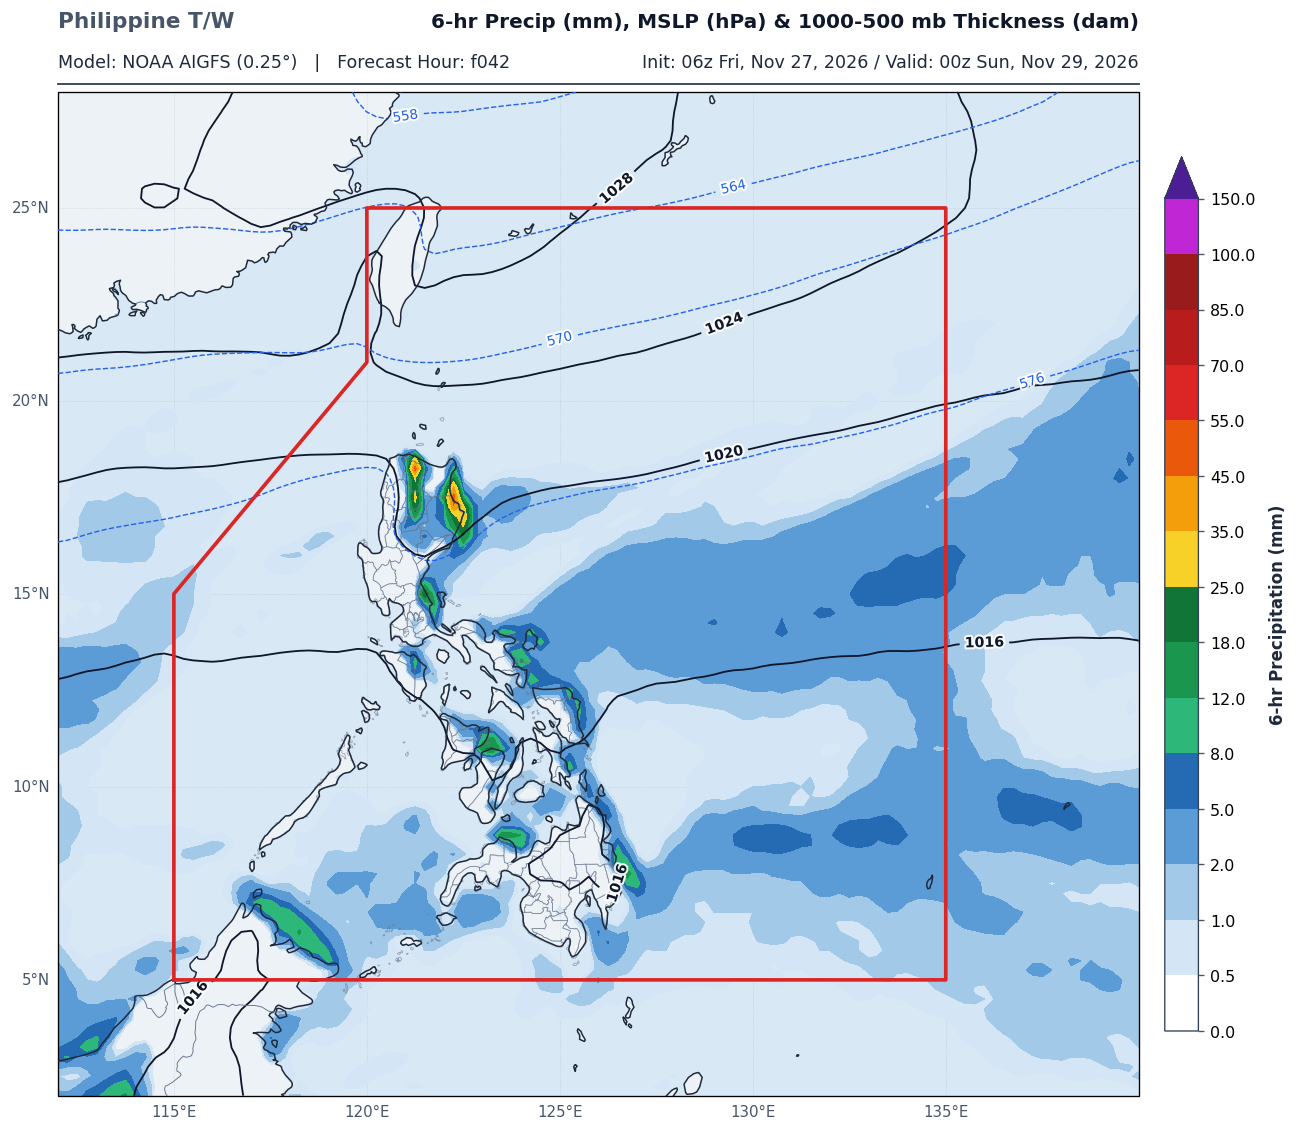 Philippine T/W
6-hr Precip (mm), MSLP (hPa) & 1000-500 mb Thickness (dam)
Model: NOAA AIGFS (0.25°) | Forecast Hour: f042
Init: 06z Fri, Nov 27, 2026 / Valid: 00z Sun, Nov 29, 2026
558
564
1028
570
1024
576
1020
1016
1016
1016
25°N
20°N
15°N
10°N
5°N
115°E
120°E
125°E
130°E
135°E
150.0
100.0
85.0
70.0
55.0
45.0
35.0
25.0
18.0
12.0
8.0
5.0
2.0
1.0
0.5
0.0
6-hr Precipitation (mm)